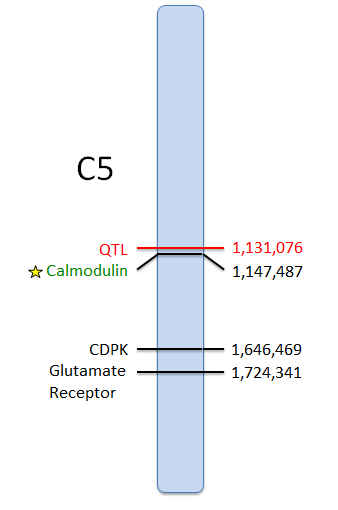 C5
QTL 1,131,076
Calmodulin 1,147,487
CDPK 1,646,469
Glutamate 1,724,341
Receptor